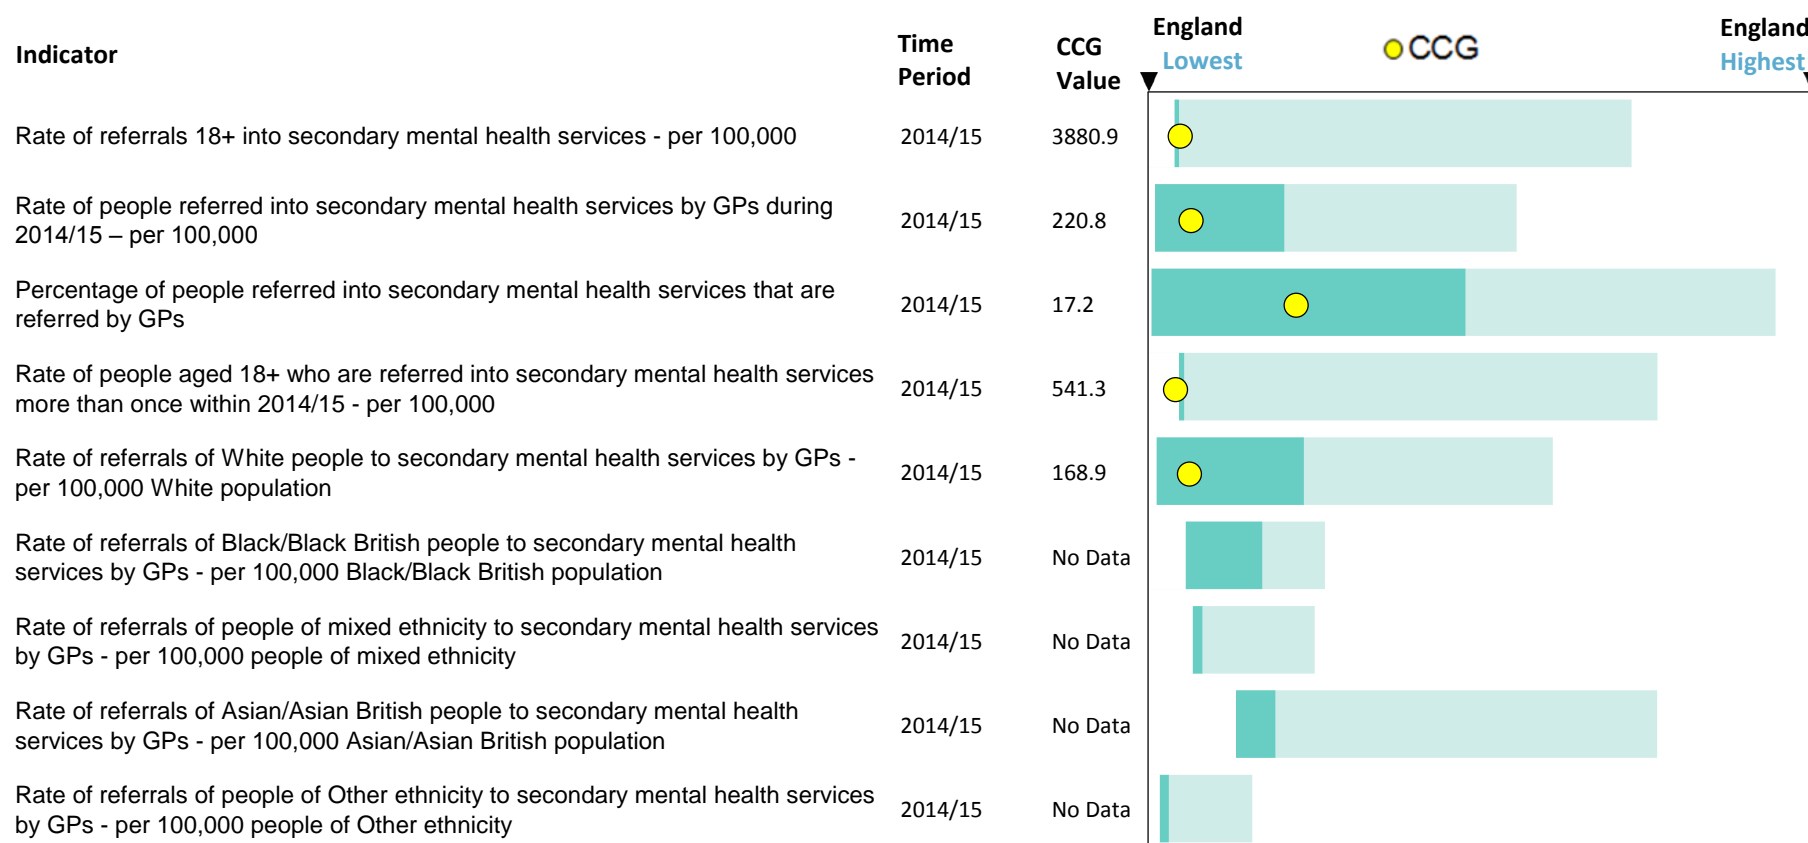 Indicator
Time
Period
CCG
Value
England
Lowest
CCG
England
Highest
Rate of referrals 18+ into secondary mental health services - per 100,000
2014/15
3880.9
Rate of people referred into secondary mental health services by GPs during
2014/15 – per 100,000
2014/15
220.8
Percentage of people referred into secondary mental health services that are
referred by GPs
2014/15
17.2
Rate of people aged 18+ who are referred into secondary mental health services
more than once within 2014/15 - per 100,000
2014/15
541.3
Rate of referrals of White people to secondary mental health services by GPs -
per 100,000 White population
2014/15
168.9
Rate of referrals of Black/Black British people to secondary mental health
services by GPs - per 100,000 Black/Black British population
2014/15
No Data
Rate of referrals of people of mixed ethnicity to secondary mental health services
by GPs - per 100,000 people of mixed ethnicity
2014/15
No Data
Rate of referrals of Asian/Asian British people to secondary mental health
services by GPs - per 100,000 Asian/Asian British population
2014/15
No Data
Rate of referrals of people of Other ethnicity to secondary mental health services
by GPs - per 100,000 people of Other ethnicity
2014/15
No Data